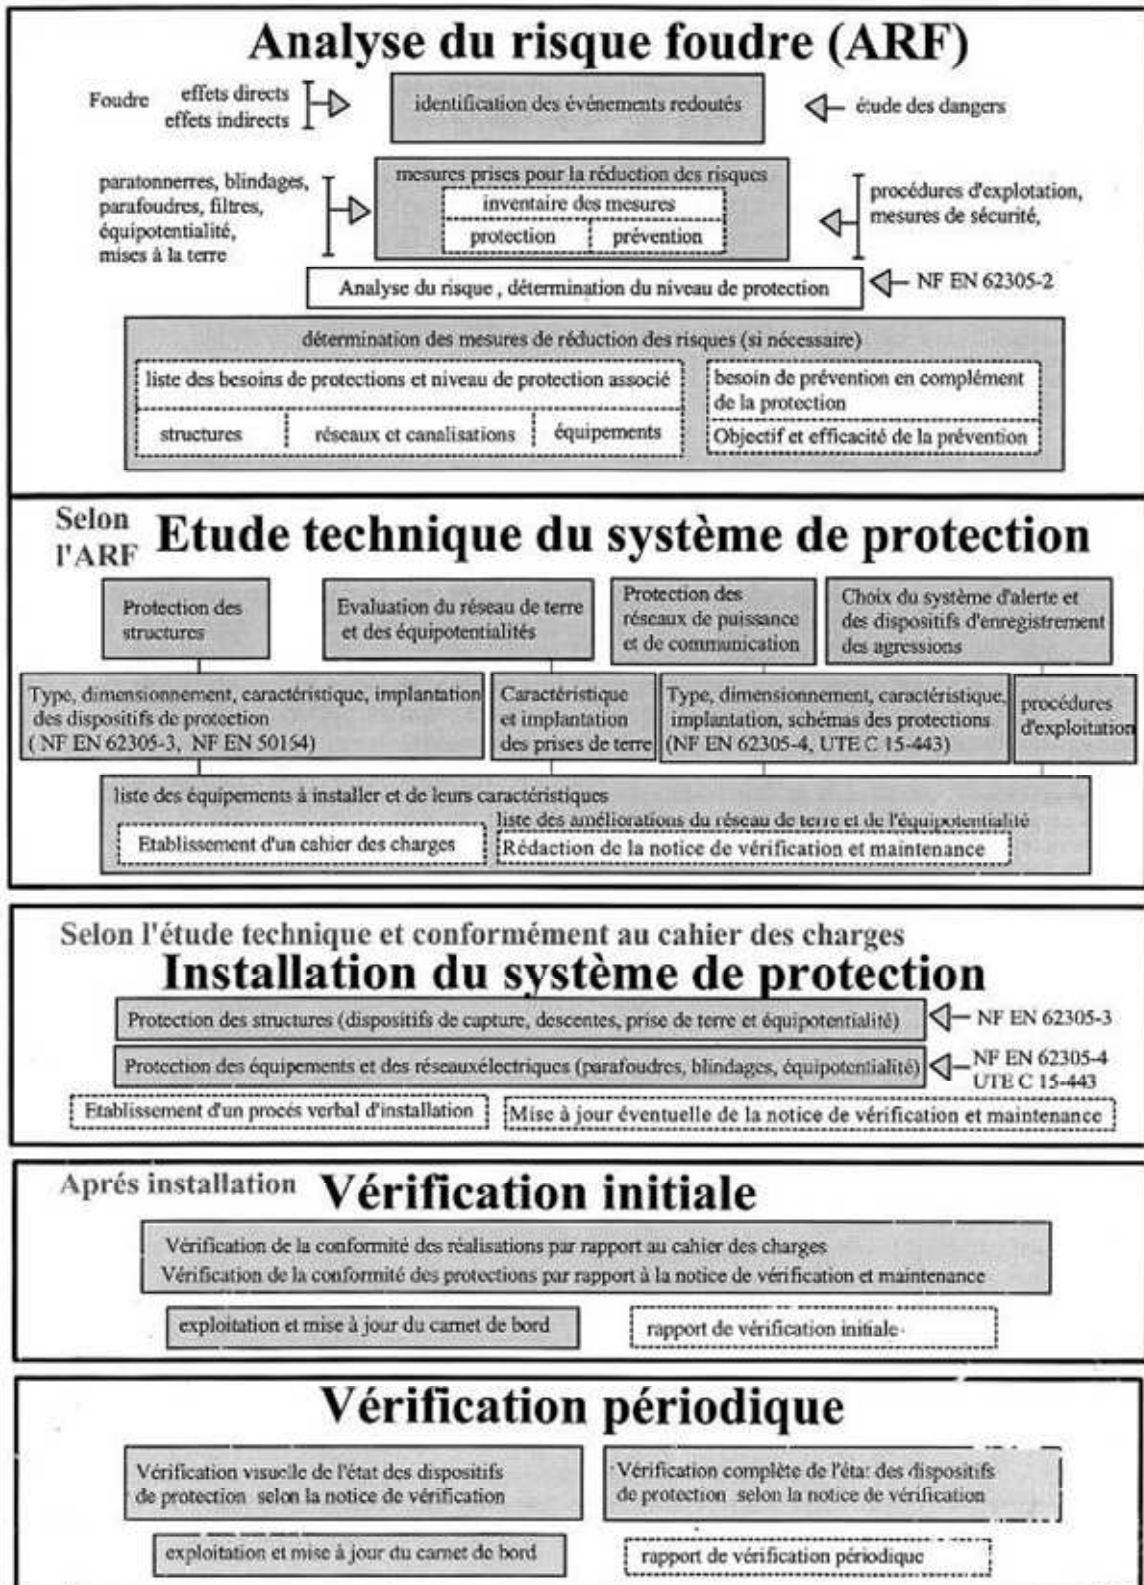 Analyse du risque foudre (ARF)
Foudre
effets directs
effets indirects
identification des événements redoutés
étude des dangers
paratonnerres, blindages,
parafoudres, filtres,
équipotentialité,
mises à la terre
mesures prises pour la réduction des risques
inventaire des mesures
protection
prévention
procédures d'explotation,
mesures de sécurité,
Analyse du risque , détermination du niveau de protection
NF EN 62305-2
détermination des mesures de réduction des risques (si nécessaire)
liste des besoins de protections et niveau de protection associé
structures
réseaux et canalisations
équipements
besoin de prévention en complément
de la protection
Objectif et efficacité de la prévention
Selon
l'ARF
Etude technique du système de protection
Protection des
structures
Evaluation du réseau de terre
et des équipotentialités
Protection des
réseaux de puissance
et de communication
Choix du système d'alerte et
des dispositifs d'enregistrement
des agressions
Type, dimensionnement, caractéristique, implantation
des dispositifs de protection
( NF EN 62305-3, NF EN 50154)
Caractéristique
et implantation
des prises de terre
Type, dimensionnement, caractéristique,
implantation, schémas des protections
(NF EN 62305-4, UTE C 15-443)
procédures
d'exploitation
liste des équipements à installer et de leurs caractéristiques
liste des améliorations du réseau de terre et de l'équipotentialité
Etablissement d'un cahier des charges
Rédaction de la notice de vérification et maintenance
Selon l'étude technique et conformément au cahier des charges
Installation du système de protection
Protection des structures (dispositifs de capture, descentes, prise de terre et équipotentialité)
NF EN 62305-3
Protection des équipements et des réseauxélectriques (parafoudres, blindages, équipotentialité)
NF EN 62305-4
UTE C 15-443
Etablissement d'un procés verbal d'installation
Mise à jour éventuelle de la notice de vérification et maintenance
Aprés installation
Vérification initiale
Vérification de la conformité des réalisations par rapport au cahier des charges
Vérification de la conformité des protections par rapport à la notice de vérification et maintenance
exploitation et mise à jour du carnet de bord
rapport de vérification initiale
Vérification périodique
Vérification visuelle de l'état des dispositifs
de protection selon la notice de vérification
Vérification complète de l'état des dispositifs
de protection selon la notice de vérification
exploitation et mise à jour du carnet de bord
rapport de vérification périodique